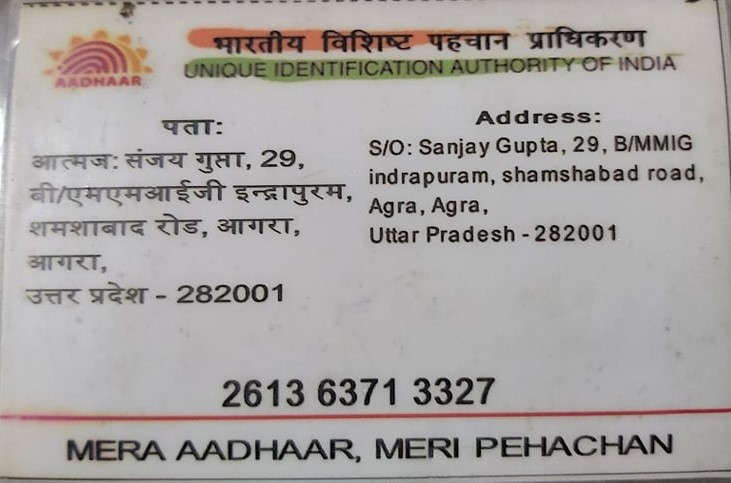 भारतीय विशिष्ट पहचान प्राधिकरण
UNIQUE IDENTIFICATION AUTHORITY OF INDIA
AADHAAR
पता:
आत्मज: संजय गुप्ता, 29,
बी/एमएमआईजी इन्द्रापुरम,
शमशाबाद रोड, आगरा,
आगरा,
उत्तर प्रदेश - 282001
Address:
S/O: Sanjay Gupta, 29, B/MMIG
indrapuram, shamshabad road,
Agra, Agra,
Uttar Pradesh - 282001
2613 6371 3327
MERA AADHAAR, MERI PEHACHAN